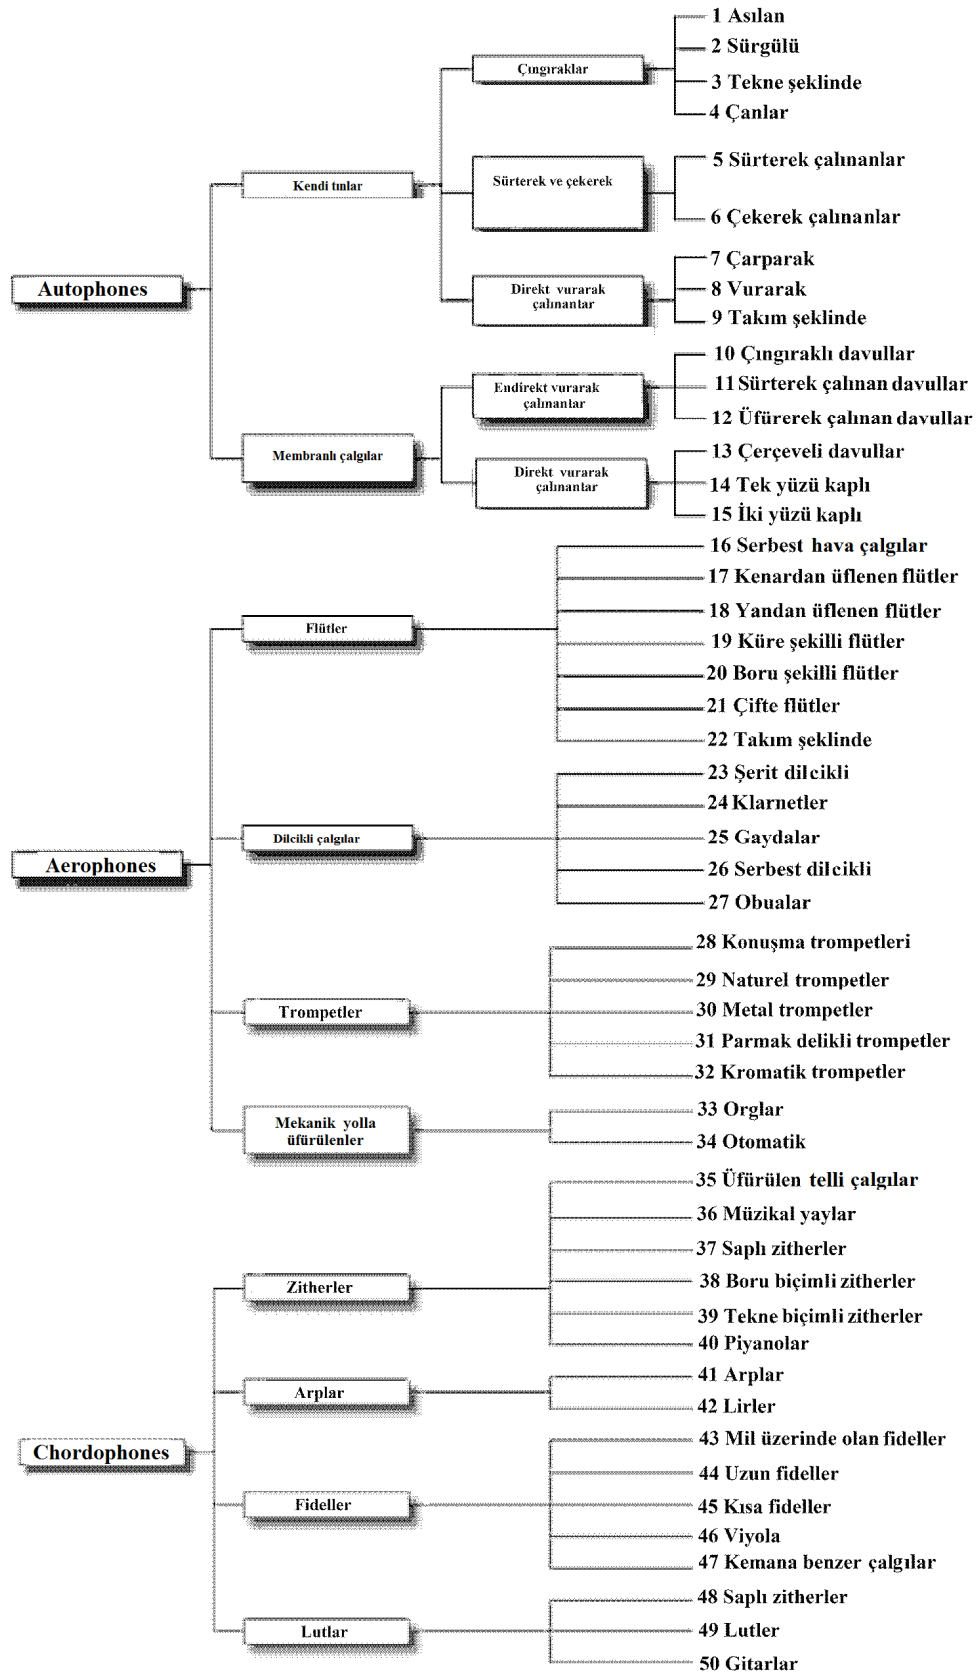 1 Asılan
2 Sürgülü
Çıngıraklar
3 Tekne şeklinde
4 Çanlar
5 Sürterek çalınanlar
Kendi tınlar
Sürterek ve çekerek
6 Çekerek çalınanlar
7 Çarparak
Autophones
Direkt vurarak
çalınantar
8 Vurarak
9 Takım şeklinde
10 Çıngıraklı davullar
Endirekt vurarak
çalınantar
11 Sürterek çalınan davullar
12 Üfürerek çalınan davullar
Membranlı çalgılar
13 Çerçeveli davullar
Direkt vurarak
çalınantar
14 Tek yüzü kaplı
15 İki yüzü kaplı
16 Serbest hava çalgılar
17 Kenardan üflenen flütler
18 Yandan üflenen flütler
Flütler
19 Küre şekilli flütler
20 Boru şekilli flütler
21 Çifte flütler
22 Takım şeklinde
23 Şerit dilcikli
24 Klarnetler
Dilcikli çalgılar
25 Gaydalar
Aerophones
26 Serbest dilcikli
27 Obualar
28 Konuşma trompetleri
29 Naturel trompetler
Trompetler
30 Metal trompetler
31 Parmak delikli trompetler
32 Kromatik trompetler
Mekanik yolla
üfürülenler
33 Orglar
34 Otomatik
35 Üfürülen telli çalgılar
36 Müzikal yaylar
37 Saplı zitherler
Zitherler
38 Boru biçimli zitherler
39 Tekne biçimli zitherler
40 Piyanolar
Arplar
41 Arplar
42 Lirler
Chordophones
43 Mil üzerinde olan fideller
44 Uzun fideller
Fideller
45 Kısa fideller
46 Viyola
47 Kemana benzer çalgılar
48 Saplı zitherler
Lutlar
49 Lutler
50 Gitarlar